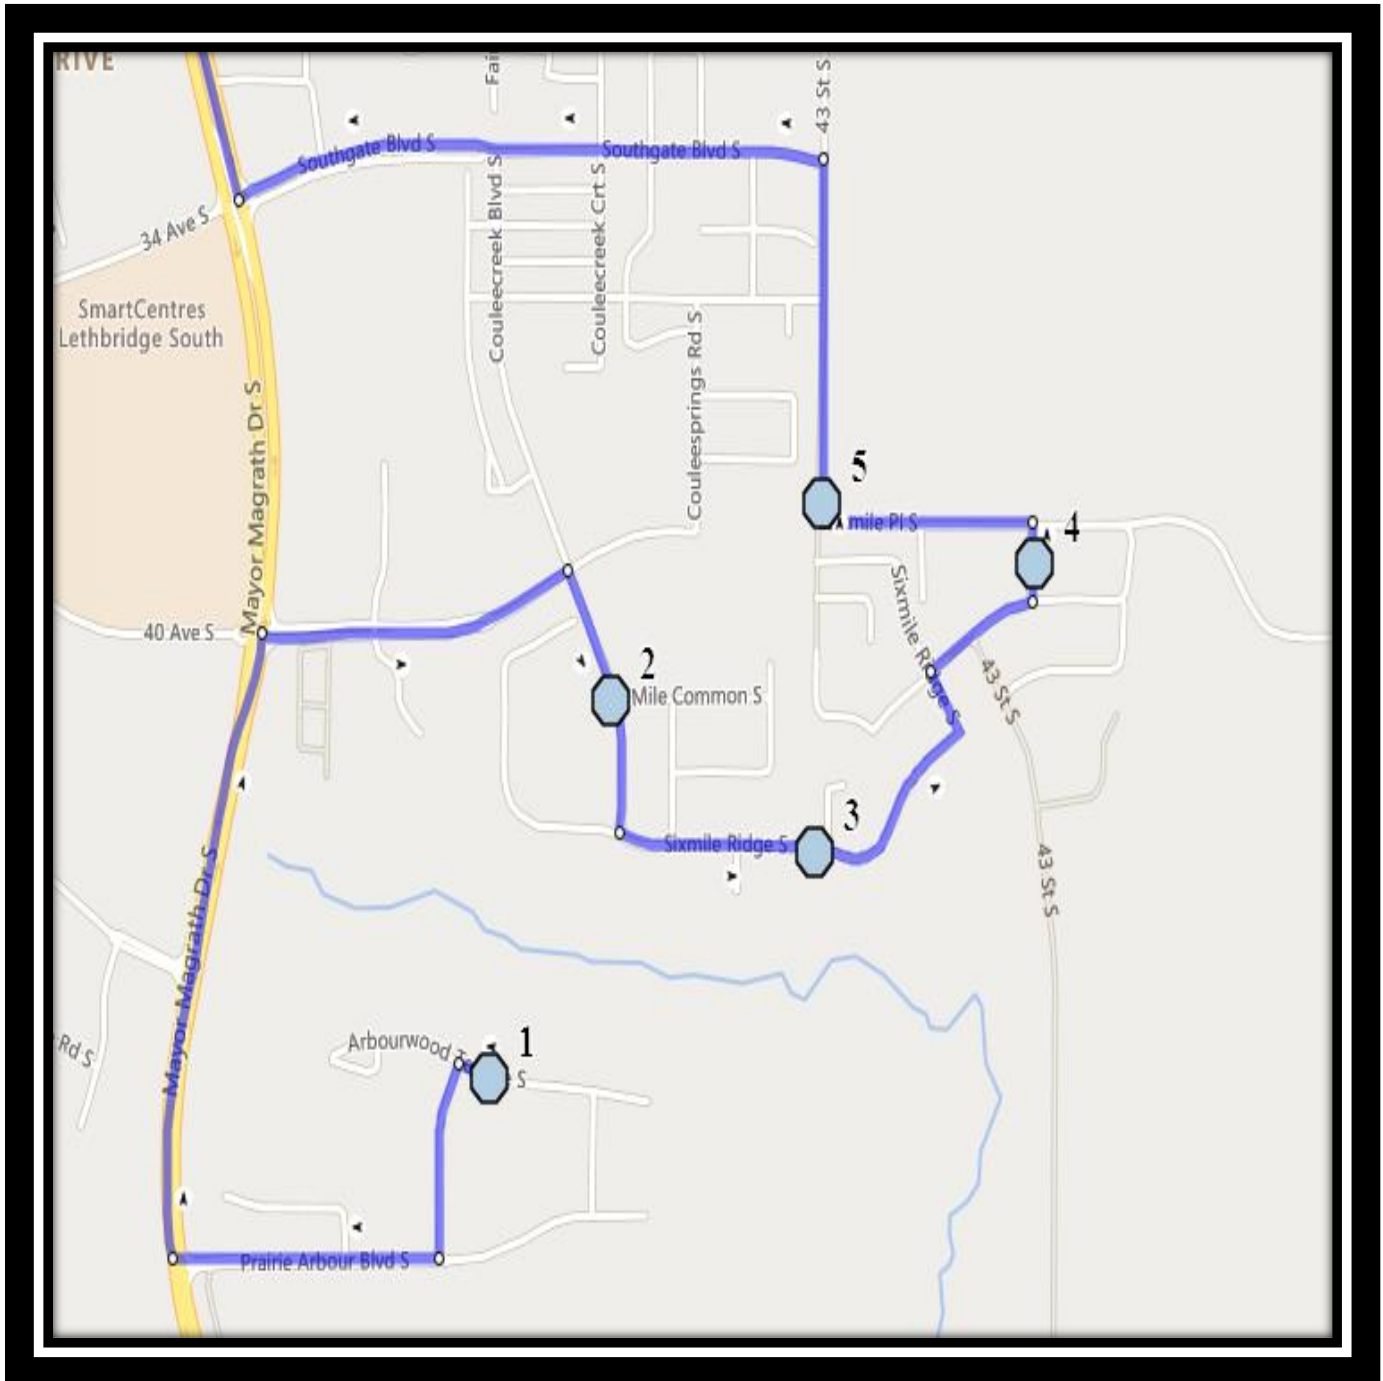 RIVE
Fai
43 St S
Southgate Blvd S
Southgate Blvd S
34 Ave S
Couleecreek Blvd S
Couleecreek Crt S
SmartCentres
Lethbridge South
Couleesprings Rd S
Mayor Magrath Dr S
5
mile Pl S
4
Sixmile Ridge S
40 Ave S
2
Mile Common S
43 St S
3
Sixmile Ridge S
43 St S
Mayor Magrath Dr S
Rd S
Arbourwood
S
1
Prairie Arbour Blvd S